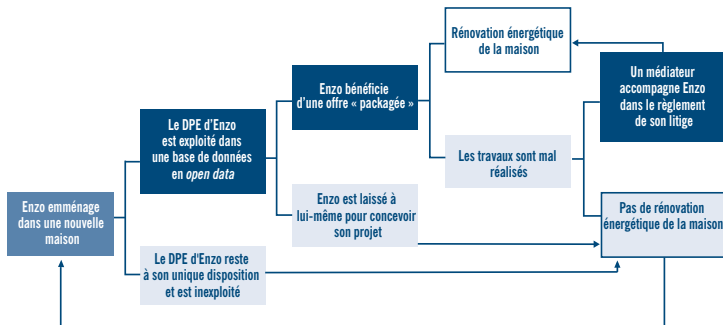 Enzo emménage
dans une nouvelle
maison
Le DPE d'Enzo
est exploité dans
une base de données
en open data
Le DPE d'Enzo reste
à son unique disposition
et est inexploité
Enzo bénéficie
d'une offre « packagée »
Enzo est laissé à
lui-même pour concevoir
son projet
Rénovation énergétique
de la maison
Les travaux sont mal
réalisés
Un médiateur
accompagne Enzo
dans le règlement
de son litige
Pas de rénovation
énergétique de la maison